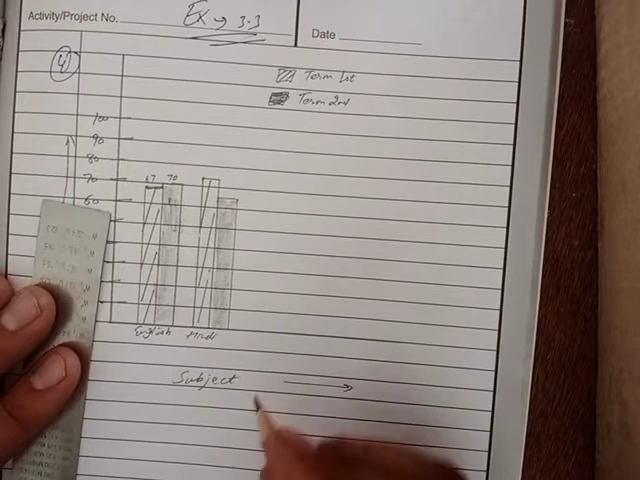 Activity/Project No. Ex → 3.3
Date
4)
Term 1st
Term 2nd
100
90
80
70
60
67 70
English Hindi
Subject